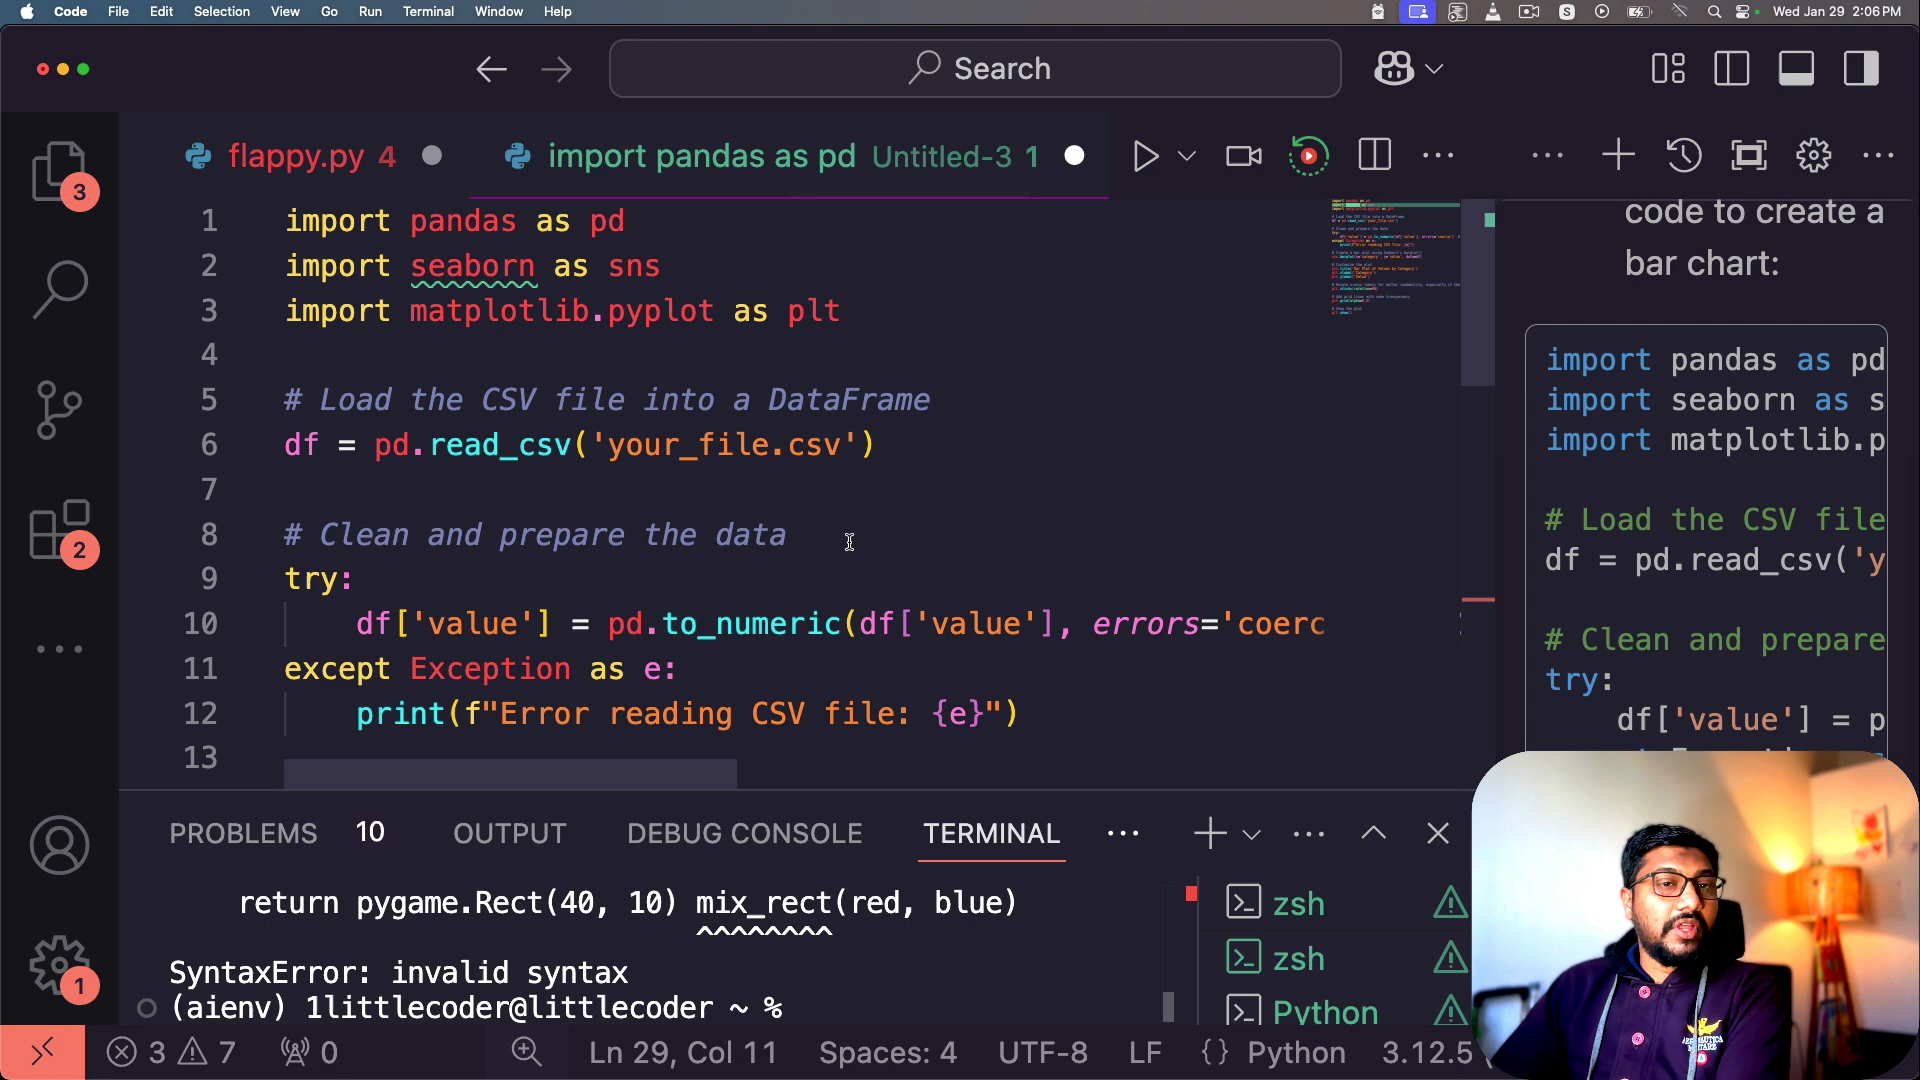 Code File Edit Selection View Go Run Terminal Window Help
S
Wed Jan 29 2:06 PM
Search
flappy.py 4
import pandas as pd Untitled-3 1
3
2
1
1 import pandas as pd
2 import seaborn as sns
3 import matplotlib.pyplot as plt
4
5 # Load the CSV file into a DataFrame
6 df = pd.read_csv('your_file.csv')
7
8 # Clean and prepare the data
9 try:
10 df['value'] = pd.to_numeric(df['value'], errors='coerc
11 except Exception as e:
12 print(f"Error reading CSV file: {e}")
13
code to create a
bar chart:
import pandas as pd
import seaborn as s
import matplotlib.p
# Load the CSV file
df = pd.read_csv('y
# Clean and prepare
try:
df['value'] = p
PROBLEMS 10 OUTPUT DEBUG CONSOLE TERMINAL
return pygame.Rect(40, 10) mix_rect(red, blue)
^^^^^^^^
SyntaxError: invalid syntax
(aienv) 1littlecoder@littlecoder ~ %
zsh
zsh
Python
3 7 0 Ln 29, Col 11 Spaces: 4 UTF-8 LF {} Python 3.12.5